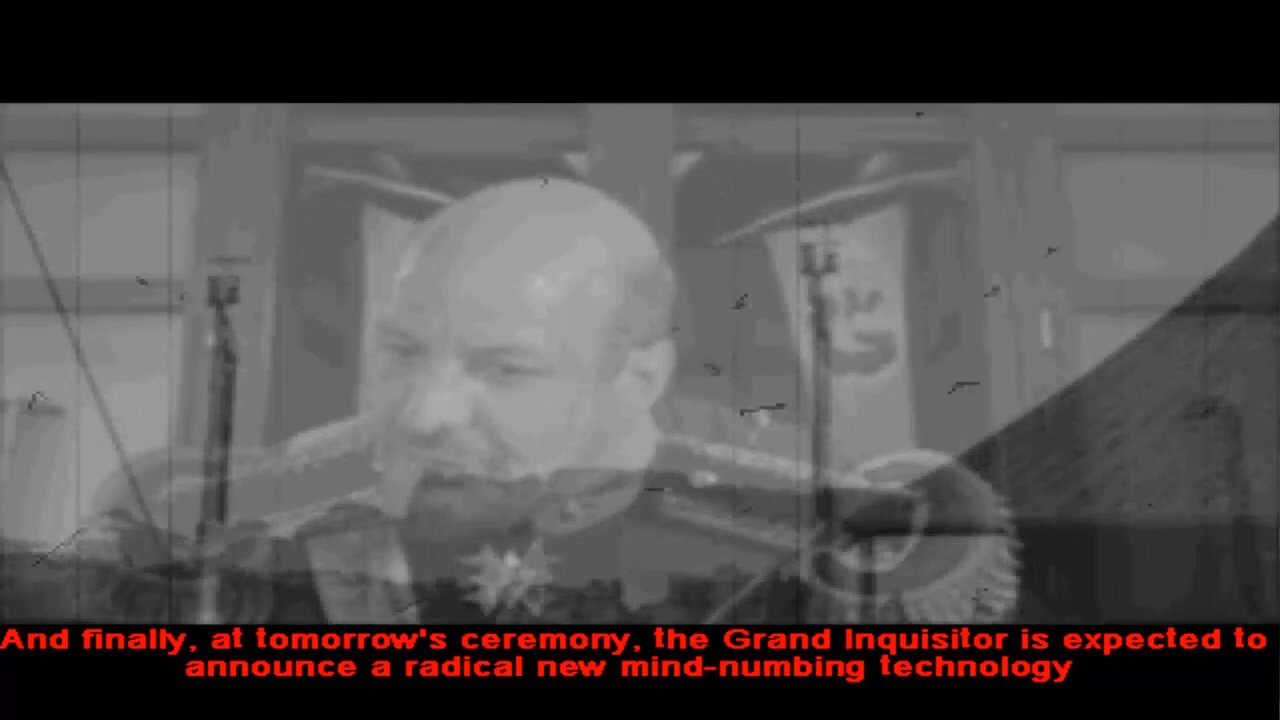 And finally, at tomorrow's ceremony, the Grand Inquisitor is expected to
announce a radical new mind-numbing technology